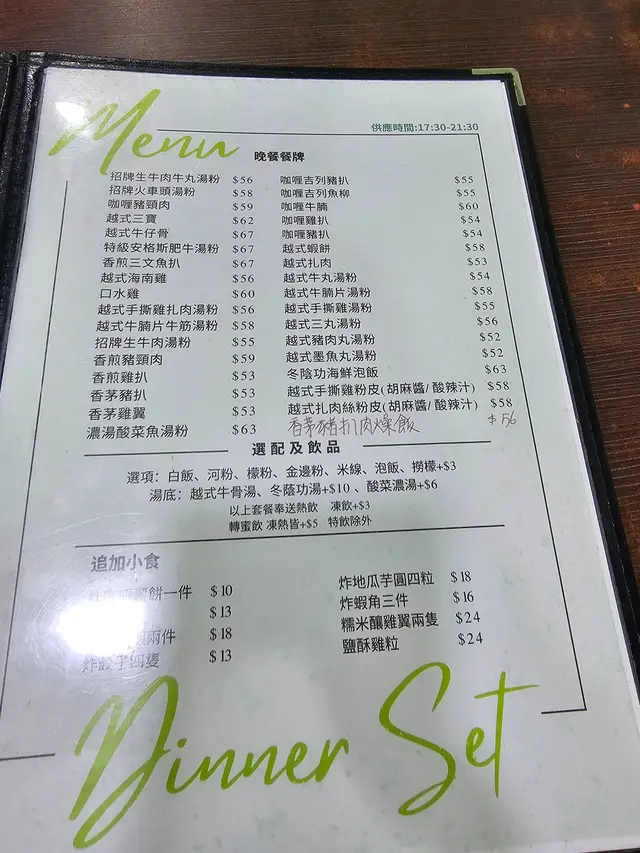 Menu
供應時間:17:30-21:30
晚餐餐牌
招牌生牛肉牛丸湯粉 $56
招牌火車頭湯粉 $58
咖喱豬頸肉 $59
越式三寶 $62
越式牛仔骨 $67
特級安格斯肥牛湯粉 $67
香煎三文魚扒 $67
越式海南雞 $56
口水雞 $60
越式手撕雞扎肉湯粉 $56
越式牛腩片牛筋湯粉 $58
招牌生牛肉湯粉 $55
香煎豬頸肉 $59
香煎雞扒 $53
香茅豬扒 $53
香茅雞翼 $53
濃湯酸菜魚湯粉 $63
咖喱吉列豬扒 $55
咖喱吉列魚柳 $55
咖喱牛腩 $60
咖喱雞扒 $54
咖喱豬扒 $54
越式蝦餅 $58
越式扎肉 $53
越式牛丸湯粉 $54
越式牛腩片湯粉 $58
越式手撕雞湯粉 $55
越式三丸湯粉 $56
越式豬肉丸湯粉 $52
越式墨魚丸湯粉 $52
冬陰功海鮮泡飯 $63
越式手撕雞粉皮(胡麻醬/酸辣汁) $58
越式扎肉絲粉皮(胡麻醬/酸辣汁) $58
香茅豬扒肉燥飯 $56
選配及飲品
選項：白飯、河粉、檬粉、金邊粉、米線、泡飯、撈檬+$3
湯底：越式牛骨湯、冬蔭功湯+$10 、酸菜濃湯+$6
以上套餐奉送熱飲 凍飲+$3
轉蜜飲 凍熱皆+$5 特飲除外
追加小食
餅一件 $10
$13
兩件 $18
四隻 $13
炸地瓜芋圓四粒 $18
炸蝦角三件 $16
糯米釀雞翼兩隻 $24
鹽酥雞粒 $24
Dinner Set